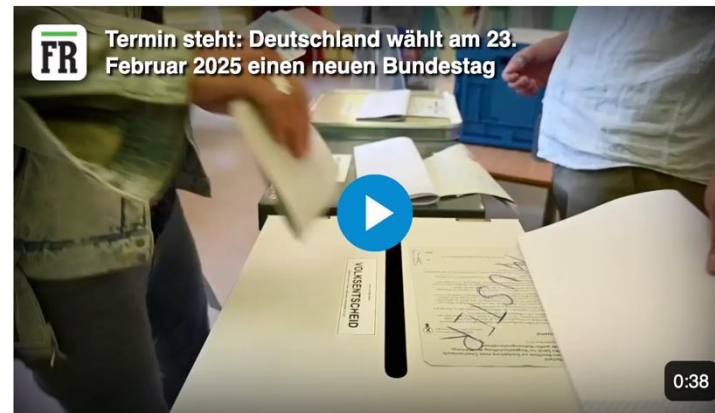 FR
Termin steht: Deutschland wählt am 23.
Februar 2025 einen neuen Bundestag
VOLKSENTSCHEID
MUSTER
0:38